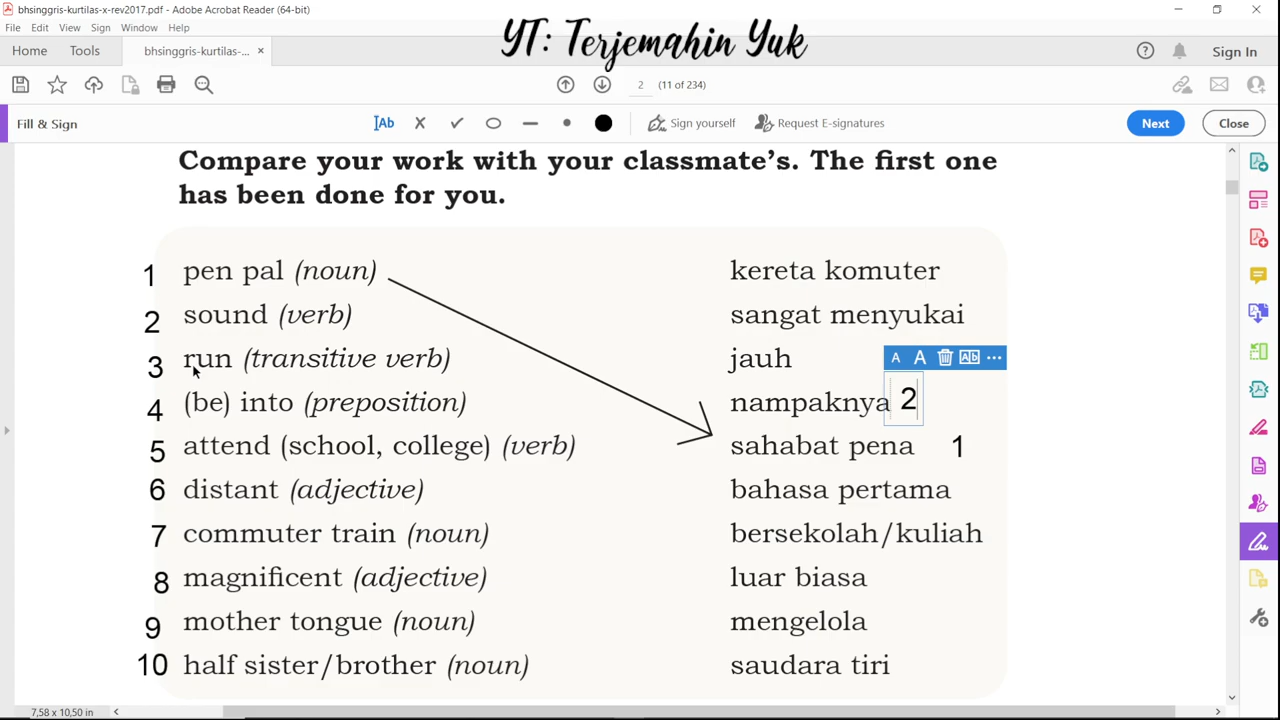 bhsinggris-kurtilas-x-rev2017.pdf - Adobe Acrobat Reader (64-bit)
File Edit View Sign Window Help
YT: Terjemahin Yuk
Home Tools bhsinggris-kurtilas-... × Sign In
2 (11 of 234)
Fill & Sign Ab Sign yourself Request E-signatures Next Close
Compare your work with your classmate's. The first one
has been done for you.
1 pen pal (noun) kereta komuter
2 sound (verb) sangat menyukai
3 run (transitive verb) jauh
A A Ab ...
4 (be) into (preposition) nampaknya 2
5 attend (school, college) (verb) sahabat pena 1
6 distant (adjective) bahasa pertama
7 commuter train (noun) bersekolah/kuliah
8 magnificent (adjective) luar biasa
9 mother tongue (noun) mengelola
10 half sister/brother (noun) saudara tiri
7,58 x 10,50 in